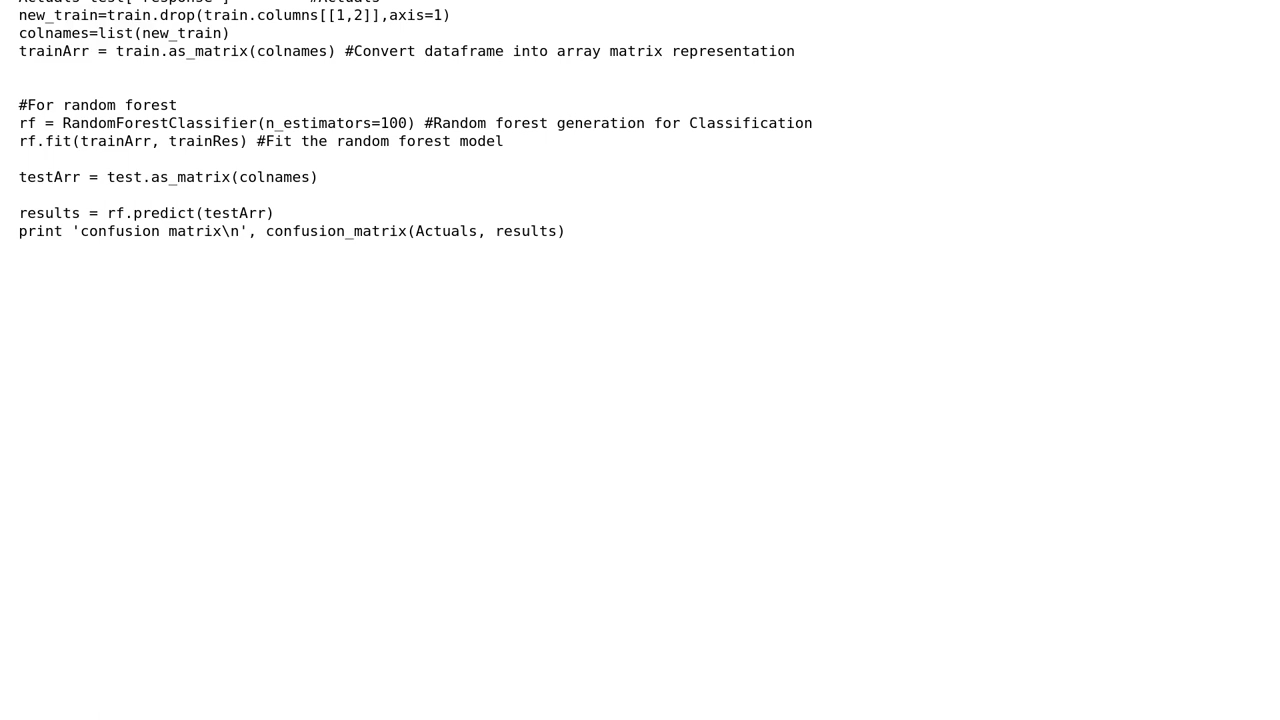 new_train=train.drop(train.columns[[1,2]],axis=1)
colnames=list(new_train)
trainArr = train.as_matrix(colnames) #Convert dataframe into array matrix representation
#For random forest
rf = RandomForestClassifier(n_estimators=100) #Random forest generation for Classification
rf.fit(trainArr, trainRes) #Fit the random forest model
testArr = test.as_matrix(colnames)
results = rf.predict(testArr)
print 'confusion matrix\n', confusion_matrix(Actuals, results)